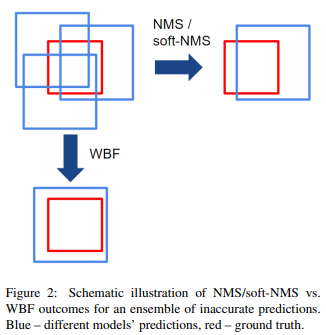 NMS /
soft-NMS
WBF
Figure 2: Schematic illustration of NMS/soft-NMS vs.
WBF outcomes for an ensemble of inaccurate predictions.
Blue – different models' predictions, red – ground truth.